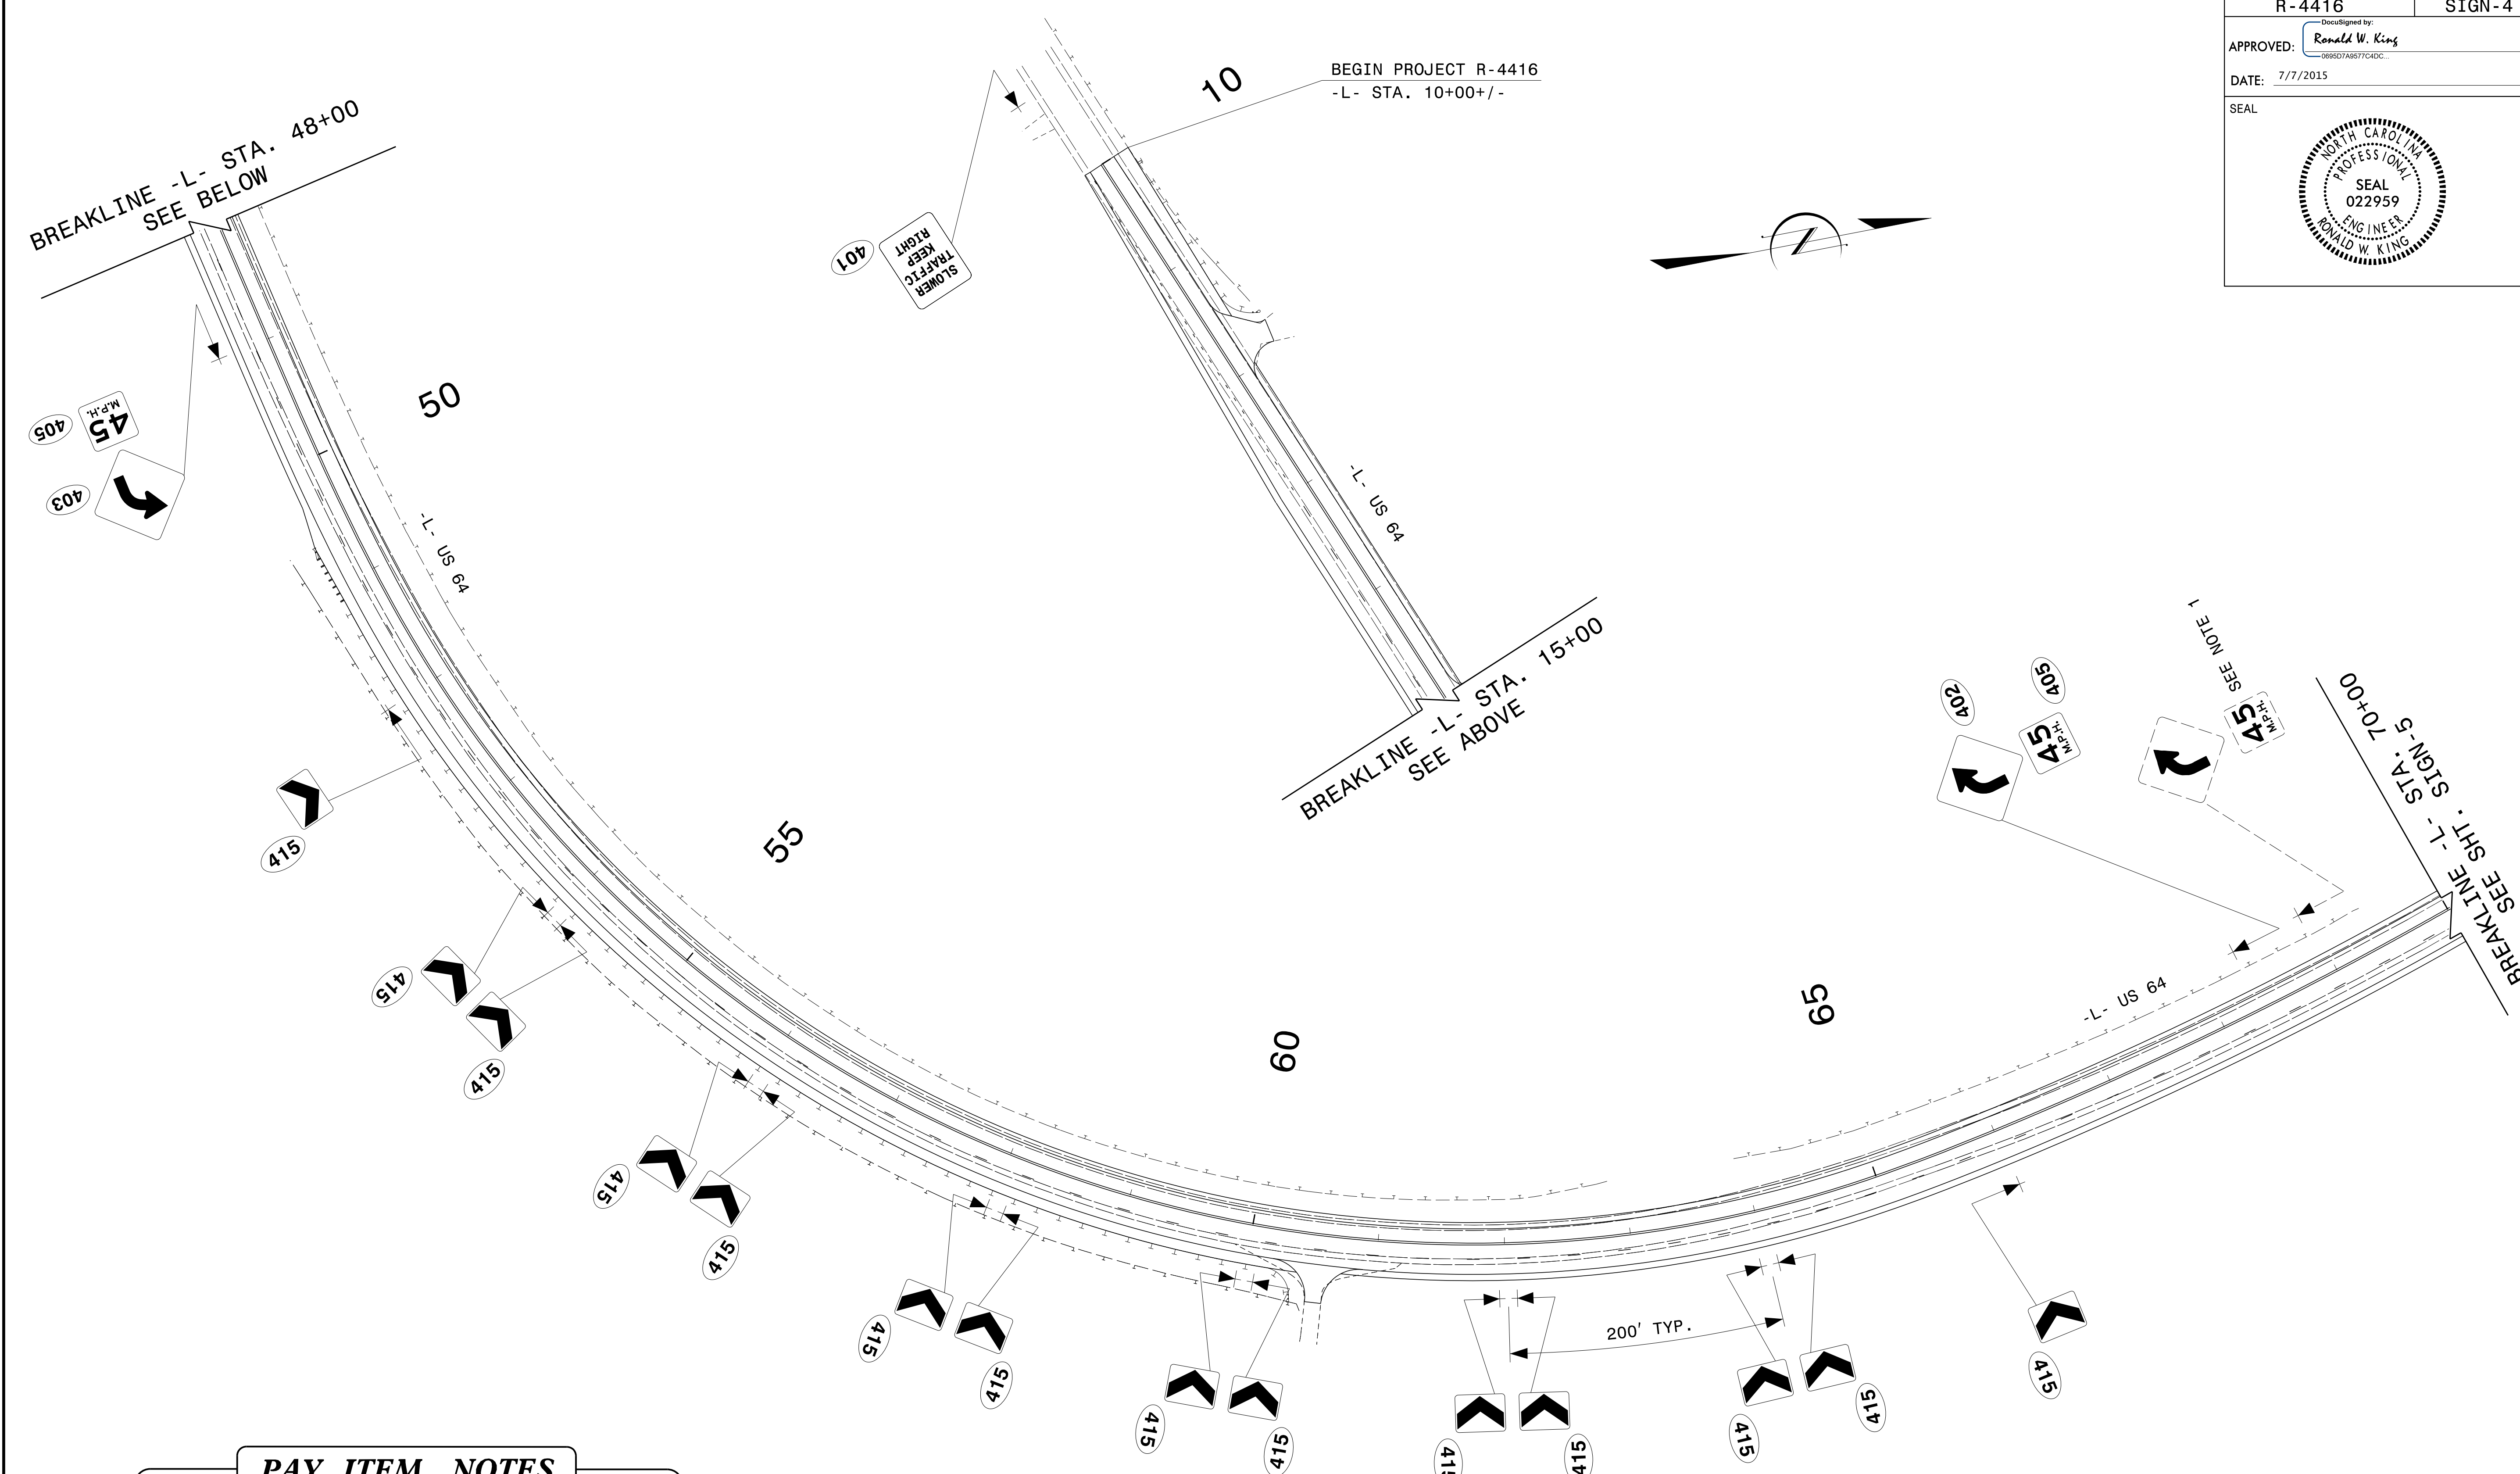 R-4416
SIGN-4
DocuSigned by:
APPROVED:
Ronald W. King
0695D7A9577C4DC...
DATE:
7/7/2015
SEAL
NORTH CAROLINA
PROFESSIONAL
SEAL
022959
ENGINEER
RONALD W. KING
BEGIN PROJECT R-4416
-L- STA. 10+00+/-
10
BREAKLINE -L- STA. 48+00
SEE BELOW
401
SLOWER
TRAFFIC
KEEP
RIGHT
405
45
M.P.H.
403
50
-L- US 64
-L- US 64
BREAKLINE -L- STA. 15+00
SEE ABOVE
402
405
45
M.P.H.
SEE NOTE 1
45
M.P.H.
BREAKLINE -L- STA. 70+00
SEE SHT. SIGN-5
55
60
65
-L- US 64
415
415
415
415
415
415
415
415
415
415
415
415
415
415
200' TYP.
PAY ITEM NOTES